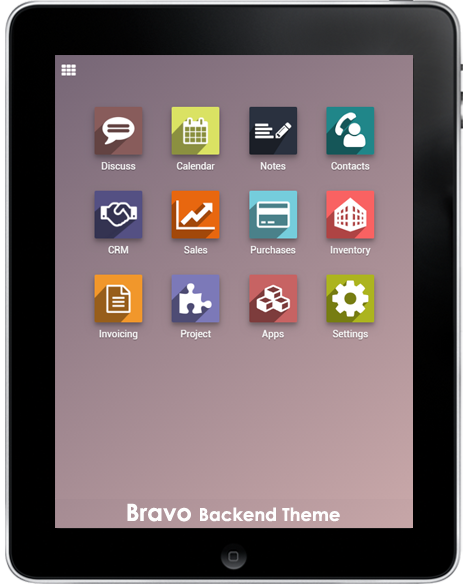 Discuss Calendar Notes Contacts
CRM Sales Purchases Inventory
Invoicing Project Apps Settings
Bravo Backend Theme